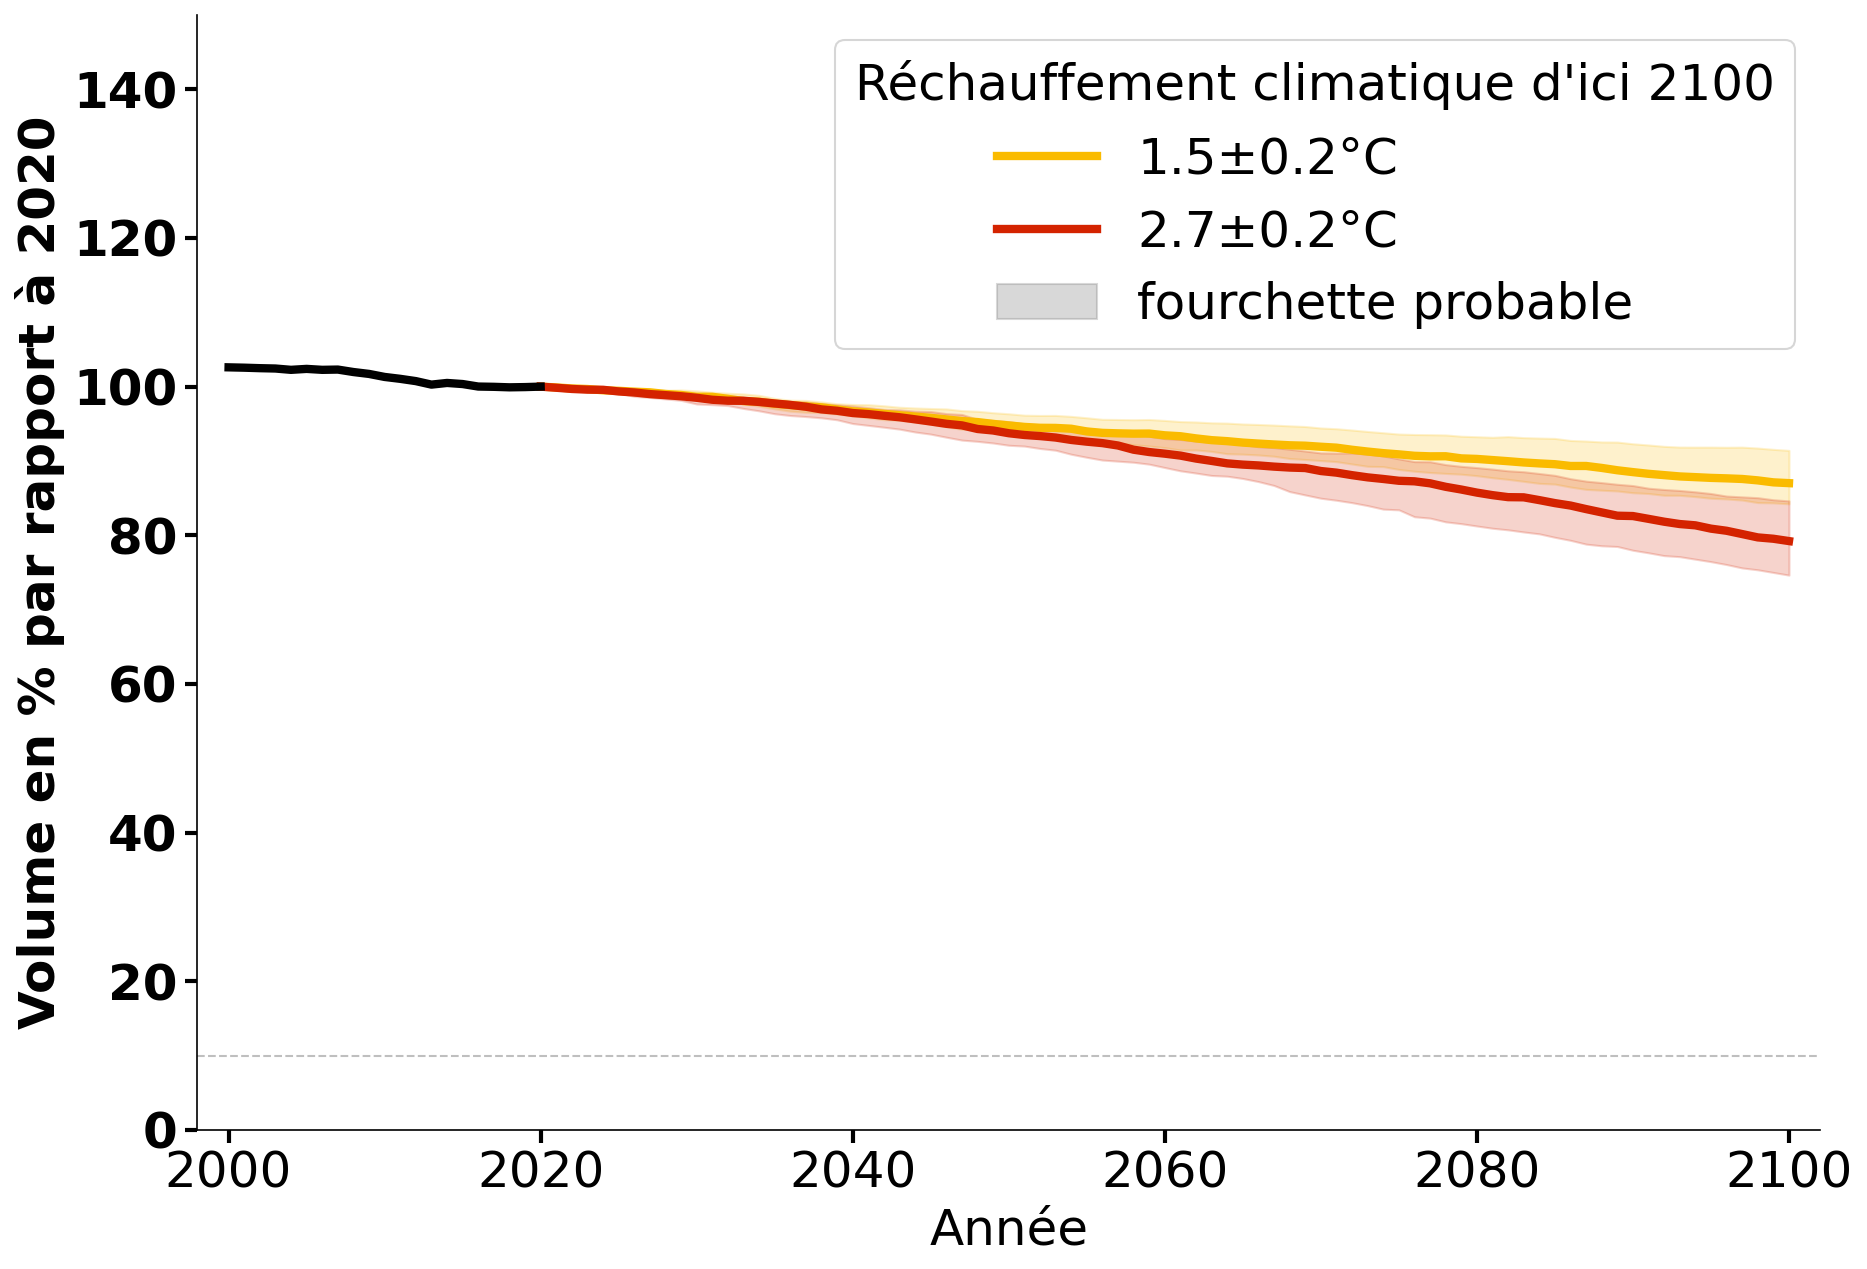 Réchauffement climatique d'ici 2100
1.5±0.2°C
2.7±0.2°C
fourchette probable
Volume en % par rapport à 2020
140
120
100
80
60
40
20
0
2000 2020 2040 2060 2080 2100
Année